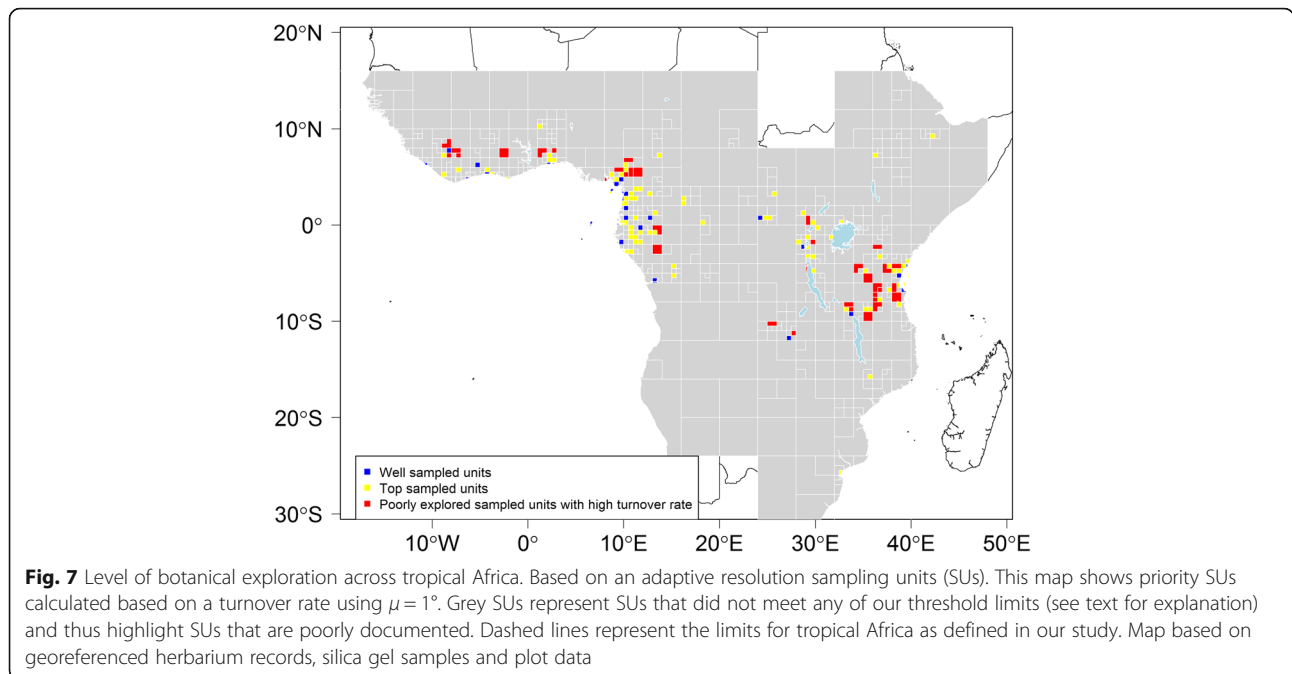 20°N
10°N
0°
10°S
20°S
30°S
Well sampled units
Top sampled units
Poorly explored sampled units with high turnover rate
10°W 0° 10°E 20°E 30°E 40°E 50°E
Fig. 7 Level of botanical exploration across tropical Africa. Based on an adaptive resolution sampling units (SUs). This map shows priority SUs
calculated based on a turnover rate using μ = 1°. Grey SUs represent SUs that did not meet any of our threshold limits (see text for explanation)
and thus highlight SUs that are poorly documented. Dashed lines represent the limits for tropical Africa as defined in our study. Map based on
georeferenced herbarium records, silica gel samples and plot data